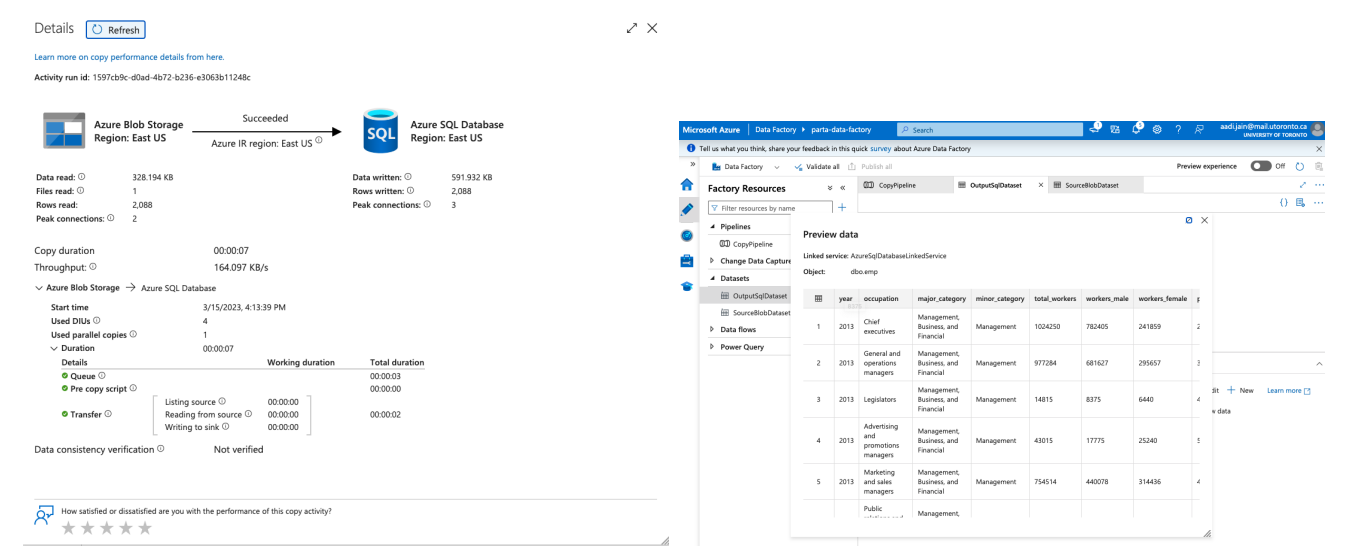 Details
Refresh
Learn more on copy performance details from here.
Activity run id: 1597cb9c-d0ad-4b72-b236-e3063b11248c
Azure Blob Storage
Region: East US
Succeeded
Azure IR region: East US
SQL
Azure SQL Database
Region: East US
Data read: 328.194 KB
Files read: 1
Rows read: 2,088
Peak connections: 2
Data written: 591.932 KB
Rows written: 2,088
Peak connections: 3
Copy duration 00:00:07
Throughput: 164.097 KB/s
Azure Blob Storage → Azure SQL Database
Start time 3/15/2023, 4:13:39 PM
Used DIUs 4
Used parallel copies 1
Duration 00:00:07
Details Working duration Total duration
Queue 00:00:03
Pre copy script 00:00:00
Transfer 00:00:02
Listing source 00:00:00
Reading from source 00:00:00
Writing to sink 00:00:00
Data consistency verification Not verified
How satisfied or dissatisfied are you with the performance of this copy activity?
Microsoft Azure Data Factory parta-data-factory Search
aadi.jain@mail.utoronto.ca
UNIVERSITY OF TORONTO
Tell us what you think, share your feedback in this quick survey about Azure Data Factory
Data Factory Validate all Publish all Preview experience Off
Factory Resources
Filter resources by name
Pipelines
CopyPipeline
Change Data Capture
Datasets
OutputSqlDataset
SourceBlobDataset
Data flows
Power Query
CopyPipeline OutputSqlDataset SourceBlobDataset
Preview data
Linked service: AzureSqlDatabaseLinkedService
Object: dbo.emp
year occupation major_category minor_category total_workers workers_male workers_female
1 2013 Chief executives Management, Business, and Financial Management 1024250 782405 241859 2
2 2013 General and operations managers Management, Business, and Financial Management 977284 681627 295657 3
3 2013 Legislators Management, Business, and Financial Management 14815 8375 6440 4
4 2013 Advertising and promotions managers Management, Business, and Financial Management 43015 17775 25240 5
5 2013 Marketing and sales managers Management, Business, and Financial Management 754514 440078 314436 4
Public
Management,
New Learn more
data